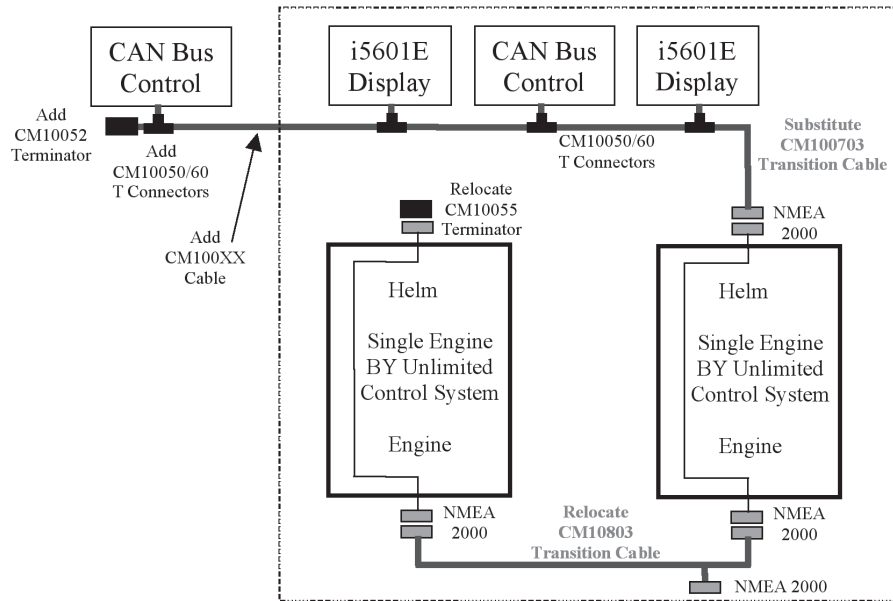 CAN Bus
Control
i5601E
Display
CAN Bus
Control
i5601E
Display
Add
CM10052
Terminator
Add
CM10050/60
T Connectors
CM10050/60
T Connectors
Substitute
CM100703
Transition Cable
Add
CM100XX
Cable
Relocate
CM10055
Terminator
NMEA
2000
Helm
Single Engine
BY Unlimited
Control System
Engine
Helm
Single Engine
BY Unlimited
Control System
Engine
NMEA
2000
Relocate
CM10803
Transition Cable
NMEA
2000
NMEA 2000